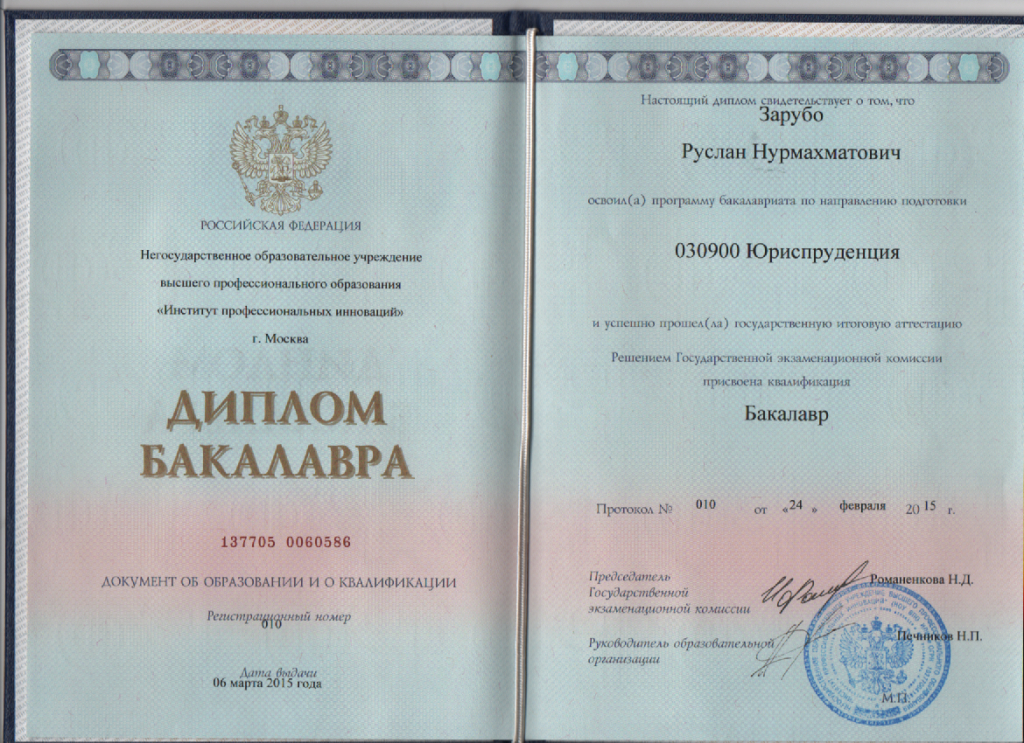 РОССИЙСКАЯ ФЕДЕРАЦИЯ
Негосударственное образовательное учреждение
высшего профессионального образования
«Институт профессиональных инноваций»
г. Москва
ДИПЛОМ
БАКАЛАВРА
137705 0060586
ДОКУМЕНТ ОБ ОБРАЗОВАНИИ И О КВАЛИФИКАЦИИ
Регистрационный номер
010
Дата выдачи
06 марта 2015 года
Настоящий диплом свидетельствует о том, что
Зарубо
Руслан Нурмахматович
освоил(а) программу бакалавриата по направлению подготовки
030900 Юриспруденция
и успешно прошел(ла) государственную итоговую аттестацию
Решением Государственной экзаменационной комиссии
присвоена квалификация
Бакалавр
Протокол № 010 от «24» февраля 2015 г.
Председатель
Государственной
экзаменационной комиссии
Романенкова Н.Д.
Руководитель образовательной
организации
Печников Н.П.
М.П.